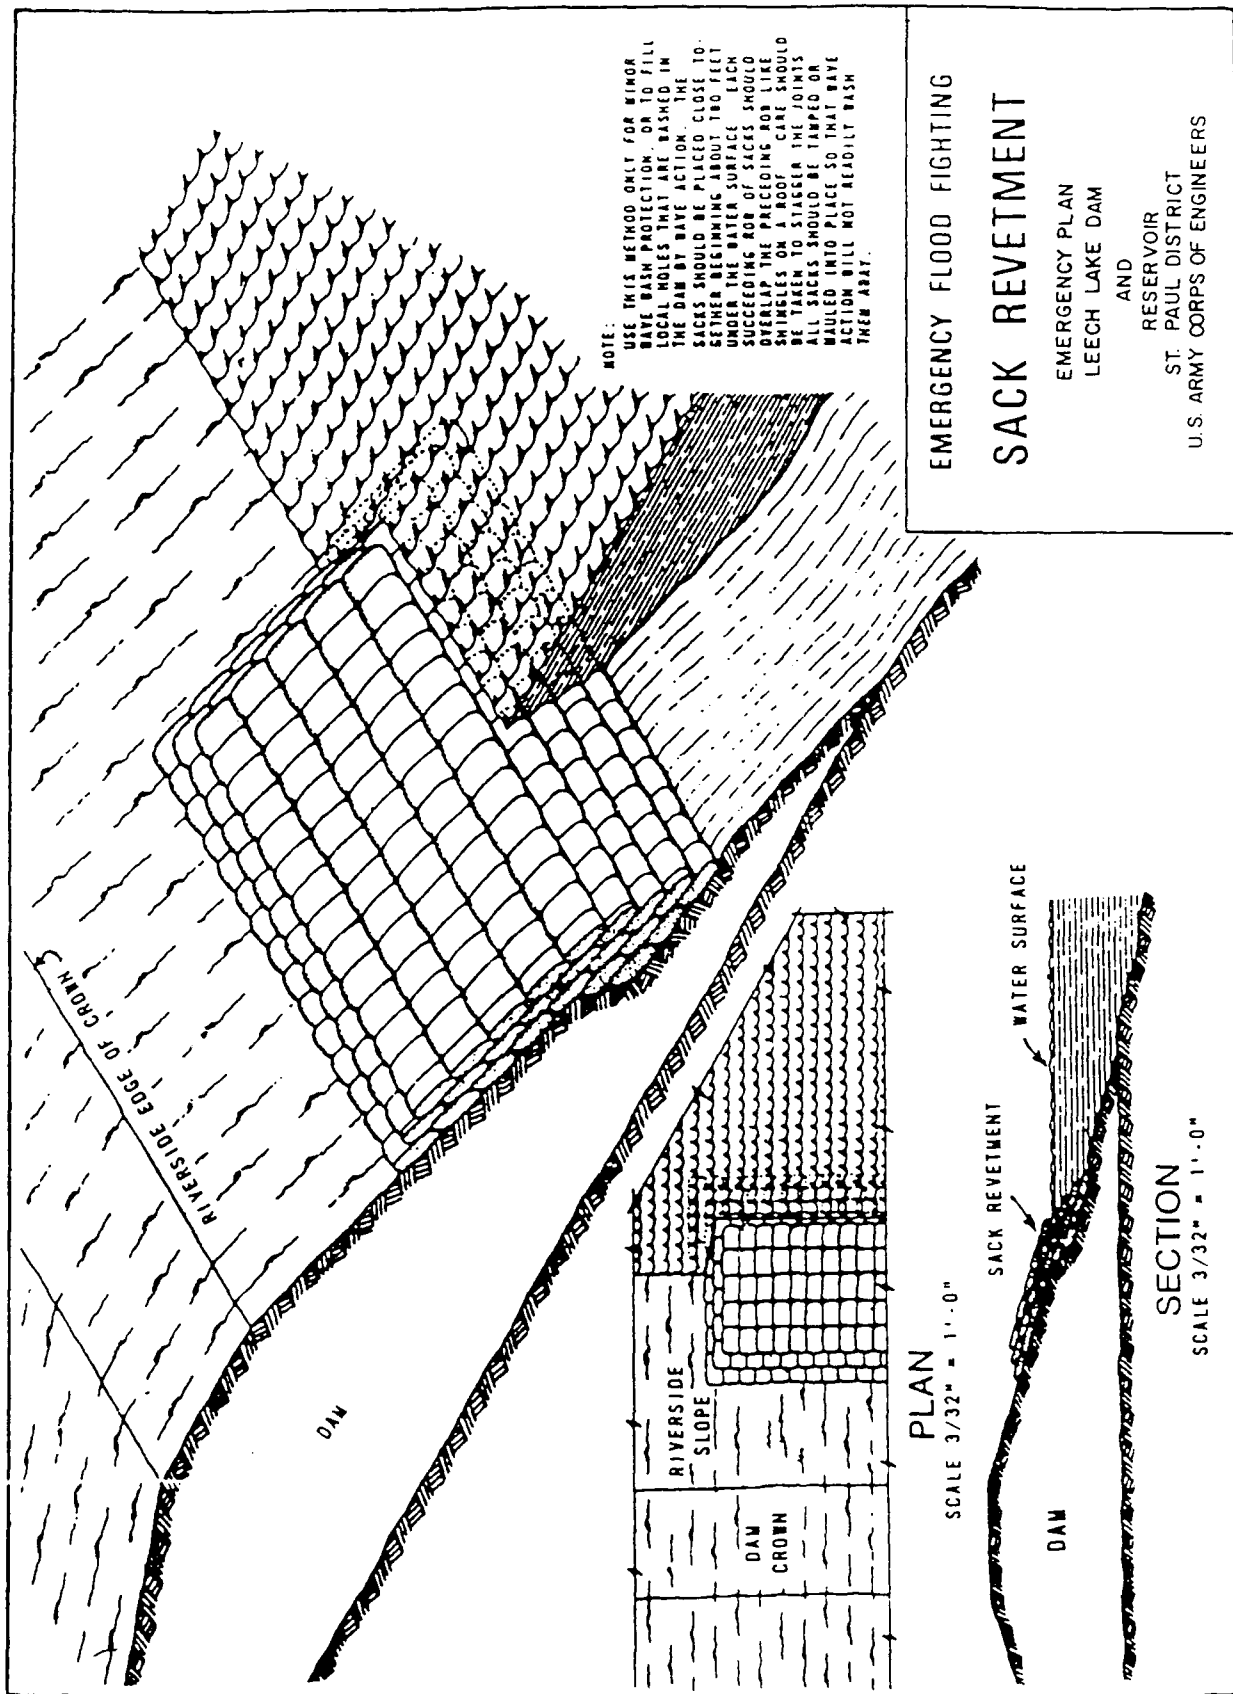 RIVERSIDE EDGE OF CROWN
DAM
NOTE:
USE THIS METHOD ONLY FOR MINOR
WAVE WASH PROTECTION, OR TO FILL
LOCAL HOLES THAT ARE WASHED IN
THE DAM BY WAVE ACTION. THE
SACKS SHOULD BE PLACED CLOSE TO-
GETHER BEGINNING ABOUT TWO FEET
UNDER THE WATER SURFACE. EACH
SUCCEEDING ROW OF SACKS SHOULD
OVERLAP THE PRECEDING ROW LIKE
SHINGLES ON A ROOF. CARE SHOULD
BE TAKEN TO STAGGER THE JOINTS
ALL SACKS SHOULD BE TAMPED OR
MAULED INTO PLACE SO THAT WAVE
ACTION WILL NOT READILY WASH
THEM AWAY.
RIVERSIDE
SLOPE
DAM
CROWN
PLAN
SCALE 3/32" = 1'-0"
SACK REVETMENT
WATER SURFACE
DAM
SECTION
SCALE 3/32" = 1'-0"
EMERGENCY FLOOD FIGHTING
SACK REVETMENT
EMERGENCY PLAN
LEECH LAKE DAM
AND
RESERVOIR
ST. PAUL DISTRICT
U.S. ARMY CORPS OF ENGINEERS